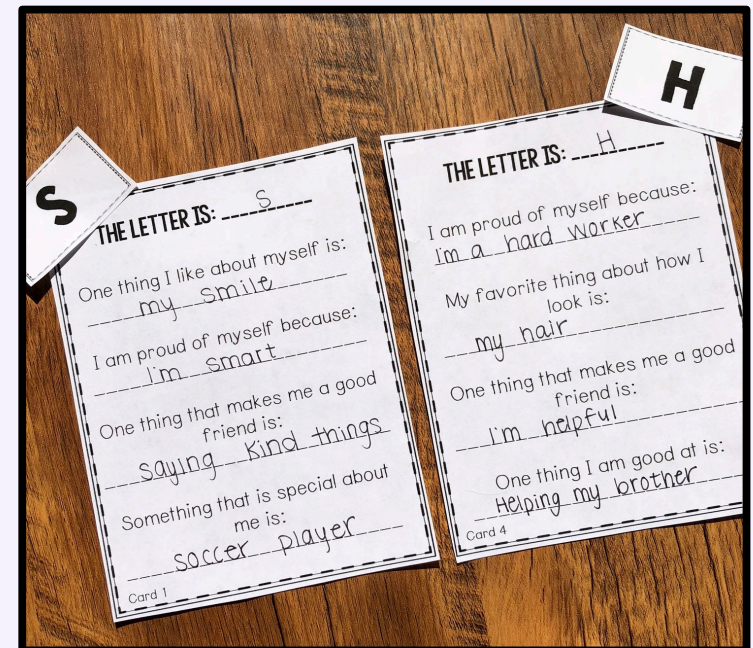 S
THE LETTER IS: S
One thing I like about myself is:
my smile
I am proud of myself because:
I'm smart
One thing that makes me a good
friend is:
saying kind things
Something that is special about
me is:
soccer player
Card 1
H
THE LETTER IS: H
I am proud of myself because:
I'm a hard worker
My favorite thing about how I
look is:
my hair
One thing that makes me a good
friend is:
I'm helpful
One thing I am good at is:
Helping my brother
Card 4